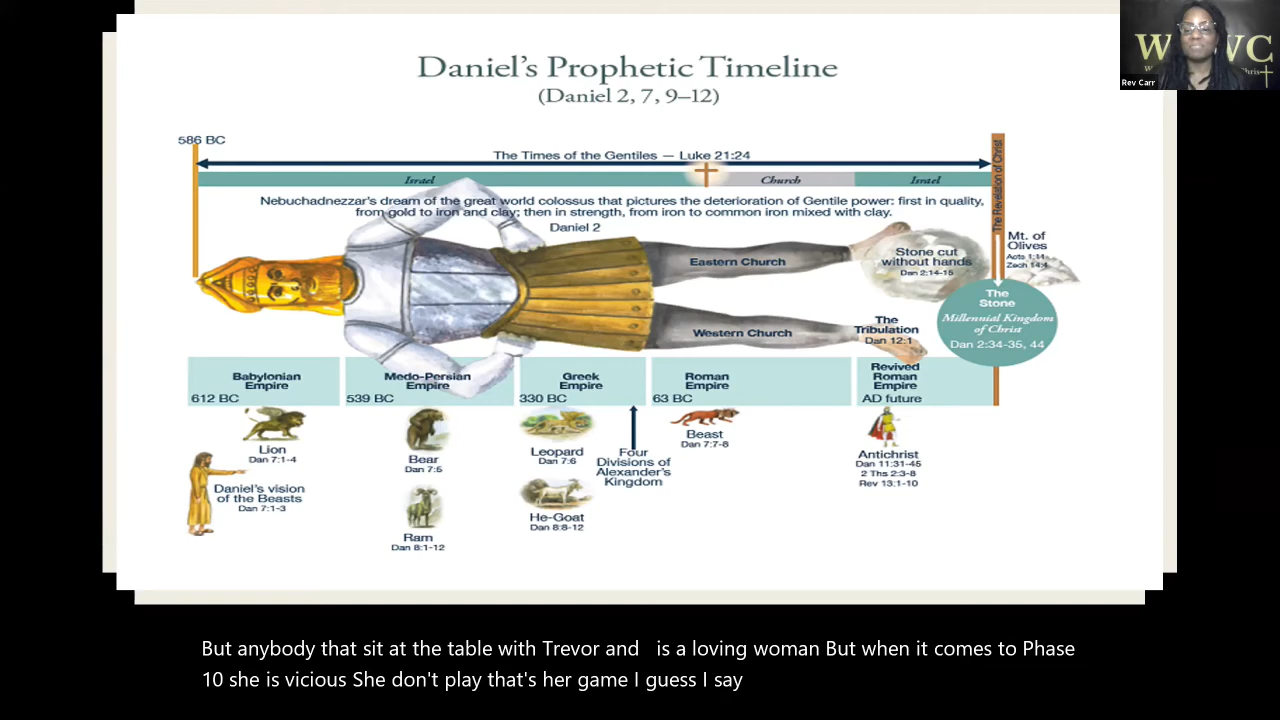 Daniel's Prophetic Timeline
(Daniel 2, 7, 9–12)
Rev Carr
586 BC
The Times of the Gentiles — Luke 21:24
Israel
Church
Israel
The Revelation of Christ
Nebuchadnezzar's dream of the great world colossus that pictures the deterioration of Gentile power: first in quality,
from gold to iron and clay; then in strength, from iron to common iron mixed with clay.
Daniel 2
Mt. of
Olives
Acts 1:11
Zech 14:4
Eastern Church
Stone cut
without hands
Dan 2:14-15
Western Church
The
Tribulation
Dan 12:1
The
Stone
Millennial Kingdom
of Christ
Dan 2:34-35, 44
Babylonian
Empire
612 BC
Medo-Persian
Empire
539 BC
Greek
Empire
330 BC
Roman
Empire
63 BC
Revived
Roman
Empire
AD future
Lion
Dan 7:1-4
Bear
Dan 7:5
Leopard
Dan 7:6
Four
Divisions of
Alexander's
Kingdom
Beast
Dan 7:7-8
Antichrist
Dan 11:31-45
2 Ths 2:3-8
Rev 13:1-10
Daniel's vision
of the Beasts
Dan 7:1-3
Ram
Dan 8:1-12
He-Goat
Dan 8:8-12
But anybody that sit at the table with Trevor and is a loving woman But when it comes to Phase
10 she is vicious She don't play that's her game I guess I say